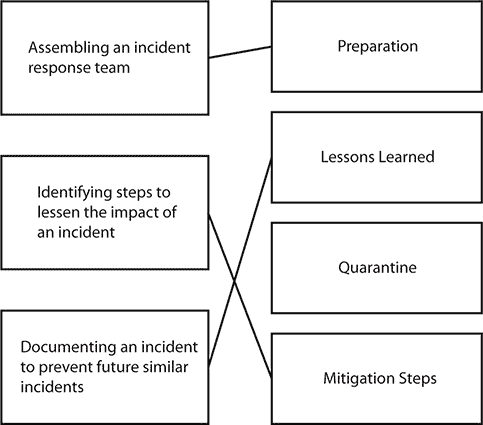 Assembling an incident
response team
Preparation
Lessons Learned
Identifying steps to
lessen the impact of
an incident
Quarantine
Documenting an incident
to prevent future similar
incidents
Mitigation Steps